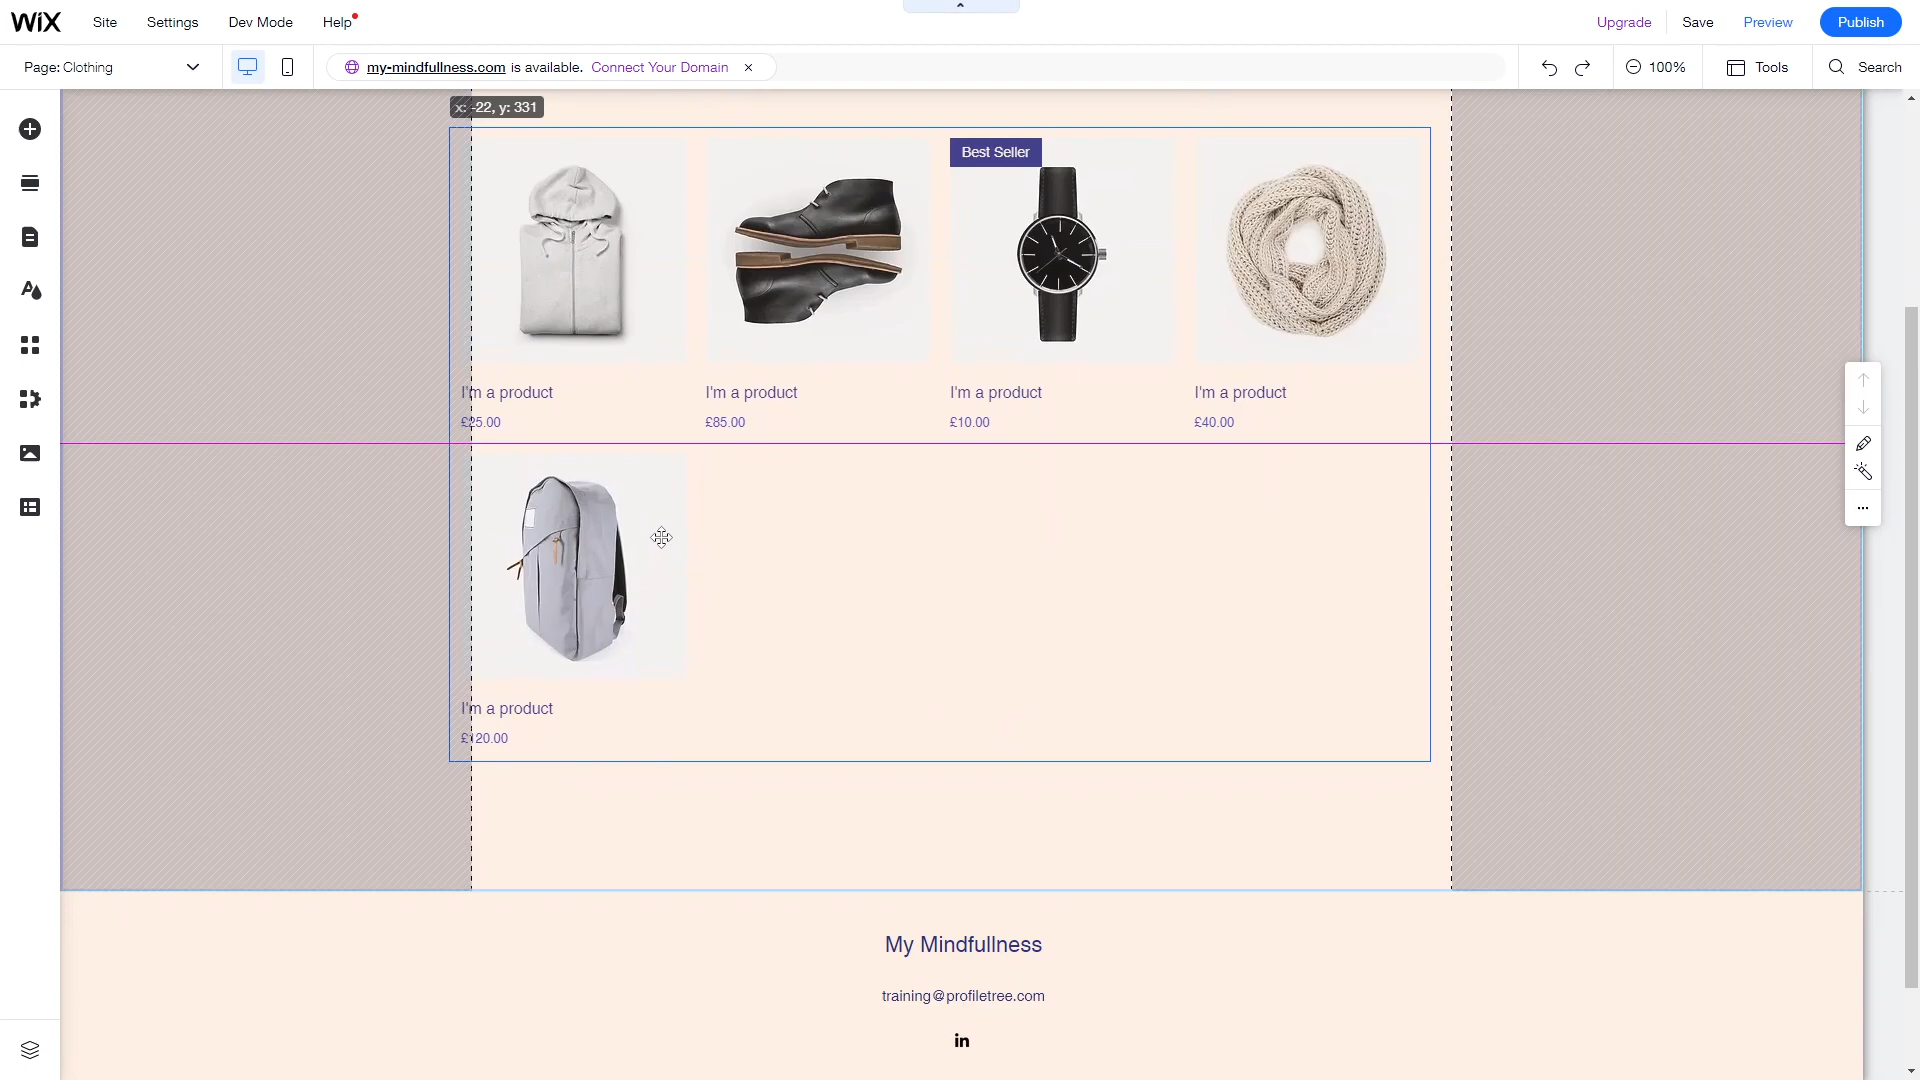 WiX Site Settings Dev Mode Help Upgrade Save Preview Publish
Page: Clothing my-mindfullness.com is available. Connect Your Domain 100% Tools Search
x: -22, y: 331
Best Seller
I'm a product I'm a product I'm a product I'm a product
£25.00 £85.00 £10.00 £40.00
I'm a product
£120.00
My Mindfullness
training@profiletree.com
in